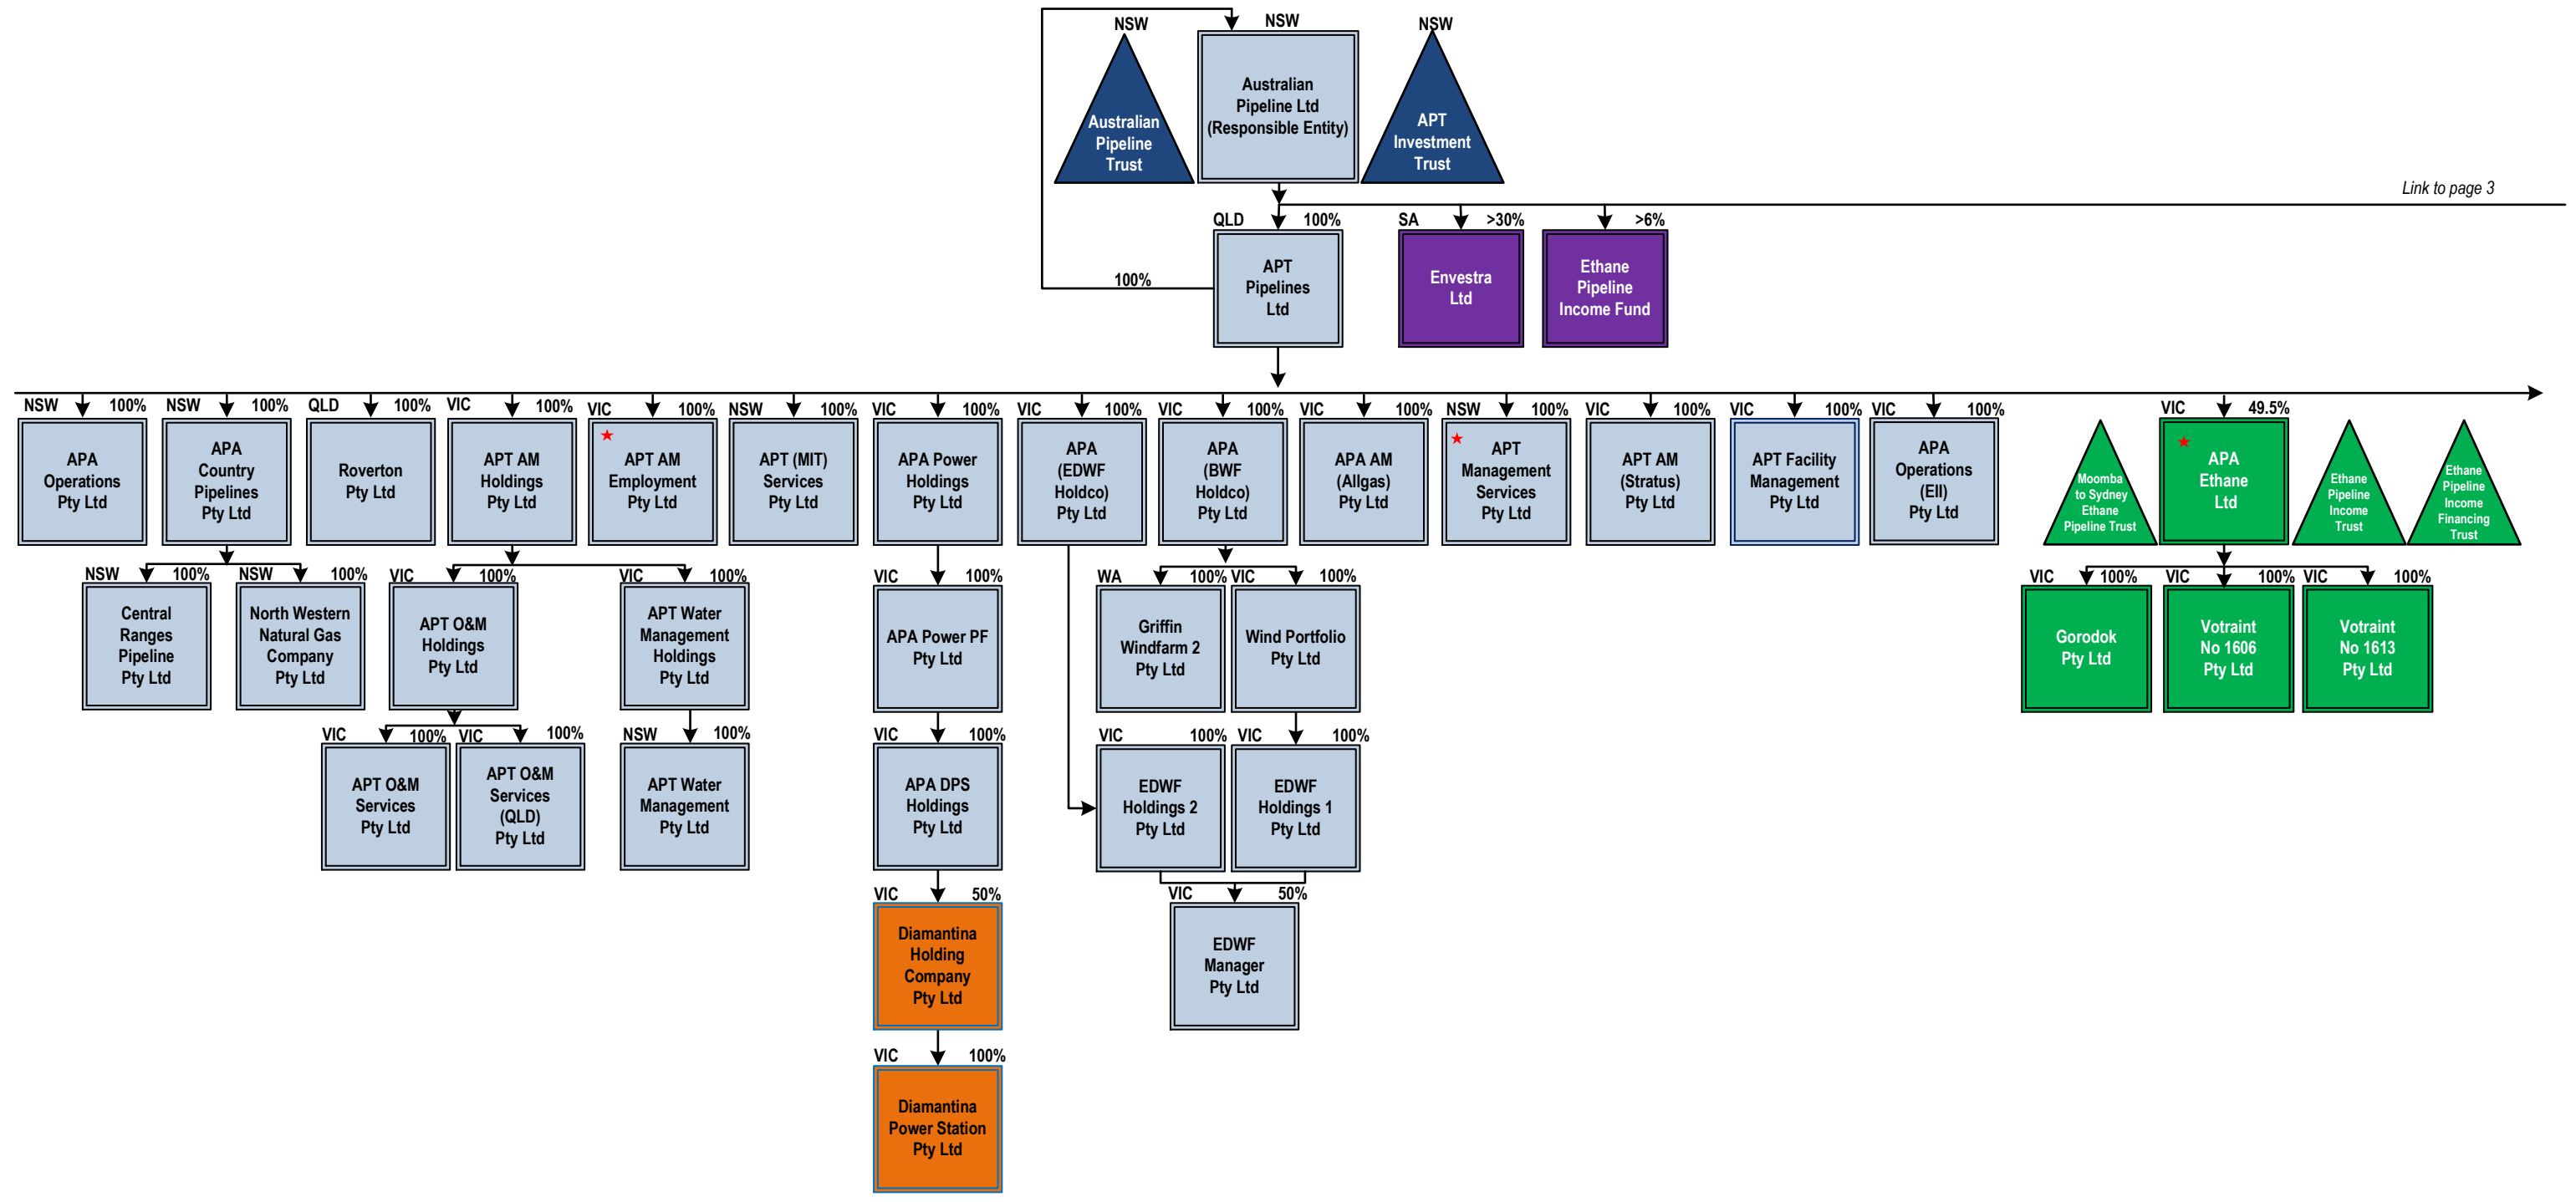 NSW
NSW
NSW
Australian
Pipeline
Trust
Australian
Pipeline Ltd
(Responsible Entity)
APT
Investment
Trust
Link to page 3
QLD 100%
SA >30%
>6%
100%
APT
Pipelines
Ltd
Envestra
Ltd
Ethane
Pipeline
Income Fund
NSW 100%
APA
Operations
Pty Ltd
NSW 100%
APA
Country
Pipelines
Pty Ltd
QLD 100%
Roverton
Pty Ltd
VIC 100%
APT AM
Holdings
Pty Ltd
VIC 100%
APT AM
Employment
Pty Ltd
NSW 100%
APT (MIT)
Services
Pty Ltd
VIC 100%
APA Power
Holdings
Pty Ltd
VIC 100%
APA
(EDWF
Holdco)
Pty Ltd
VIC 100%
APA
(BWF
Holdco)
Pty Ltd
VIC 100%
APA AM
(Allgas)
Pty Ltd
NSW 100%
APT
Management
Services
Pty Ltd
VIC 100%
APT AM
(Stratus)
Pty Ltd
VIC 100%
APT Facility
Management
Pty Ltd
VIC 100%
APA
Operations
(EII)
Pty Ltd
Moomba
to Sydney
Ethane
Pipeline Trust
VIC 49.5%
APA
Ethane
Ltd
Ethane
Pipeline
Income
Trust
Ethane
Pipeline
Income
Financing
Trust
NSW 100%
Central
Ranges
Pipeline
Pty Ltd
NSW 100%
North Western
Natural Gas
Company
Pty Ltd
VIC 100%
APT O&M
Holdings
Pty Ltd
VIC 100%
APT Water
Management
Holdings
Pty Ltd
VIC 100%
APA Power PF
Pty Ltd
WA 100%
Griffin
Windfarm 2
Pty Ltd
VIC 100%
Wind Portfolio
Pty Ltd
VIC 100%
Gorodok
Pty Ltd
VIC 100%
Votraint
No 1606
Pty Ltd
VIC 100%
Votraint
No 1613
Pty Ltd
VIC 100%
APT O&M
Services
Pty Ltd
VIC 100%
APT O&M
Services
(QLD)
Pty Ltd
NSW 100%
APT Water
Management
Pty Ltd
VIC 100%
APA DPS
Holdings
Pty Ltd
VIC 100%
EDWF
Holdings 2
Pty Ltd
VIC 100%
EDWF
Holdings 1
Pty Ltd
VIC 50%
Diamantina
Holding
Company
Pty Ltd
VIC 50%
EDWF
Manager
Pty Ltd
VIC 100%
Diamantina
Power Station
Pty Ltd